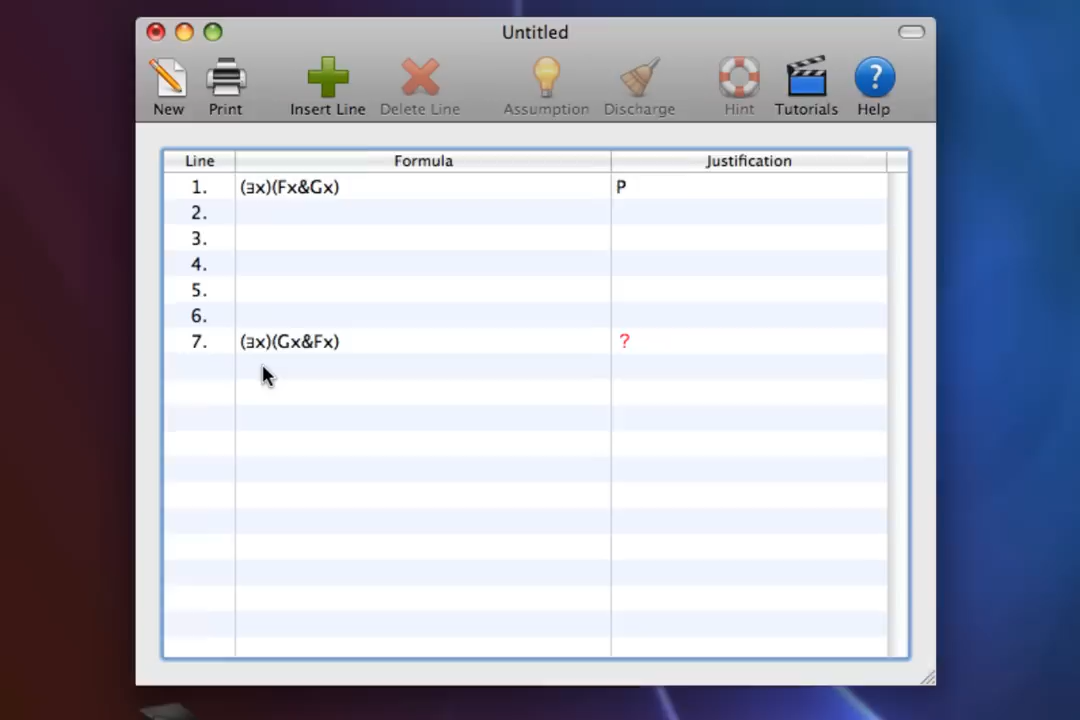 Untitled
New Print Insert Line Delete Line Assumption Discharge Hint Tutorials Help
Line Formula Justification
1. (∃x)(Fx&Gx) P
2.
3.
4.
5.
6.
7. (∃x)(Gx&Fx) ?